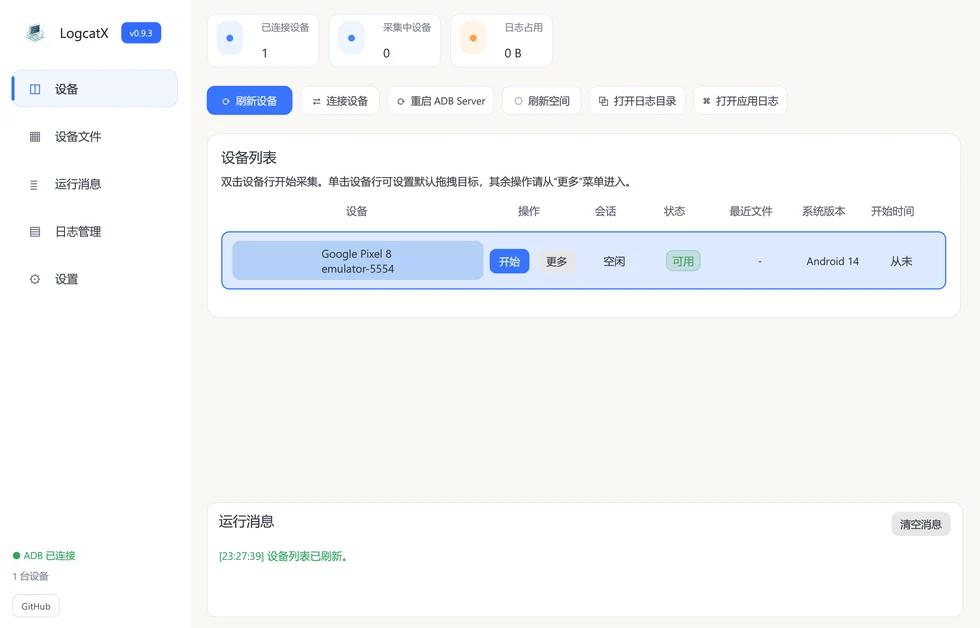 LogcatX v0.9.3
设备
设备文件
运行消息
日志管理
设置
ADB 已连接
1 台设备
GitHub
已连接设备
1
采集中设备
0
日志占用
0 B
刷新设备
连接设备
重启 ADB Server
刷新空间
打开日志目录
打开应用日志
设备列表
双击设备行开始采集。单击设备行可设置默认拖拽目标，其余操作请从“更多”菜单进入。
设备 操作 会话 状态 最近文件 系统版本 开始时间
Google Pixel 8
emulator-5554
开始 更多 空闲 可用 - Android 14 从未
运行消息
清空消息
[23:27:39] 设备列表已刷新。